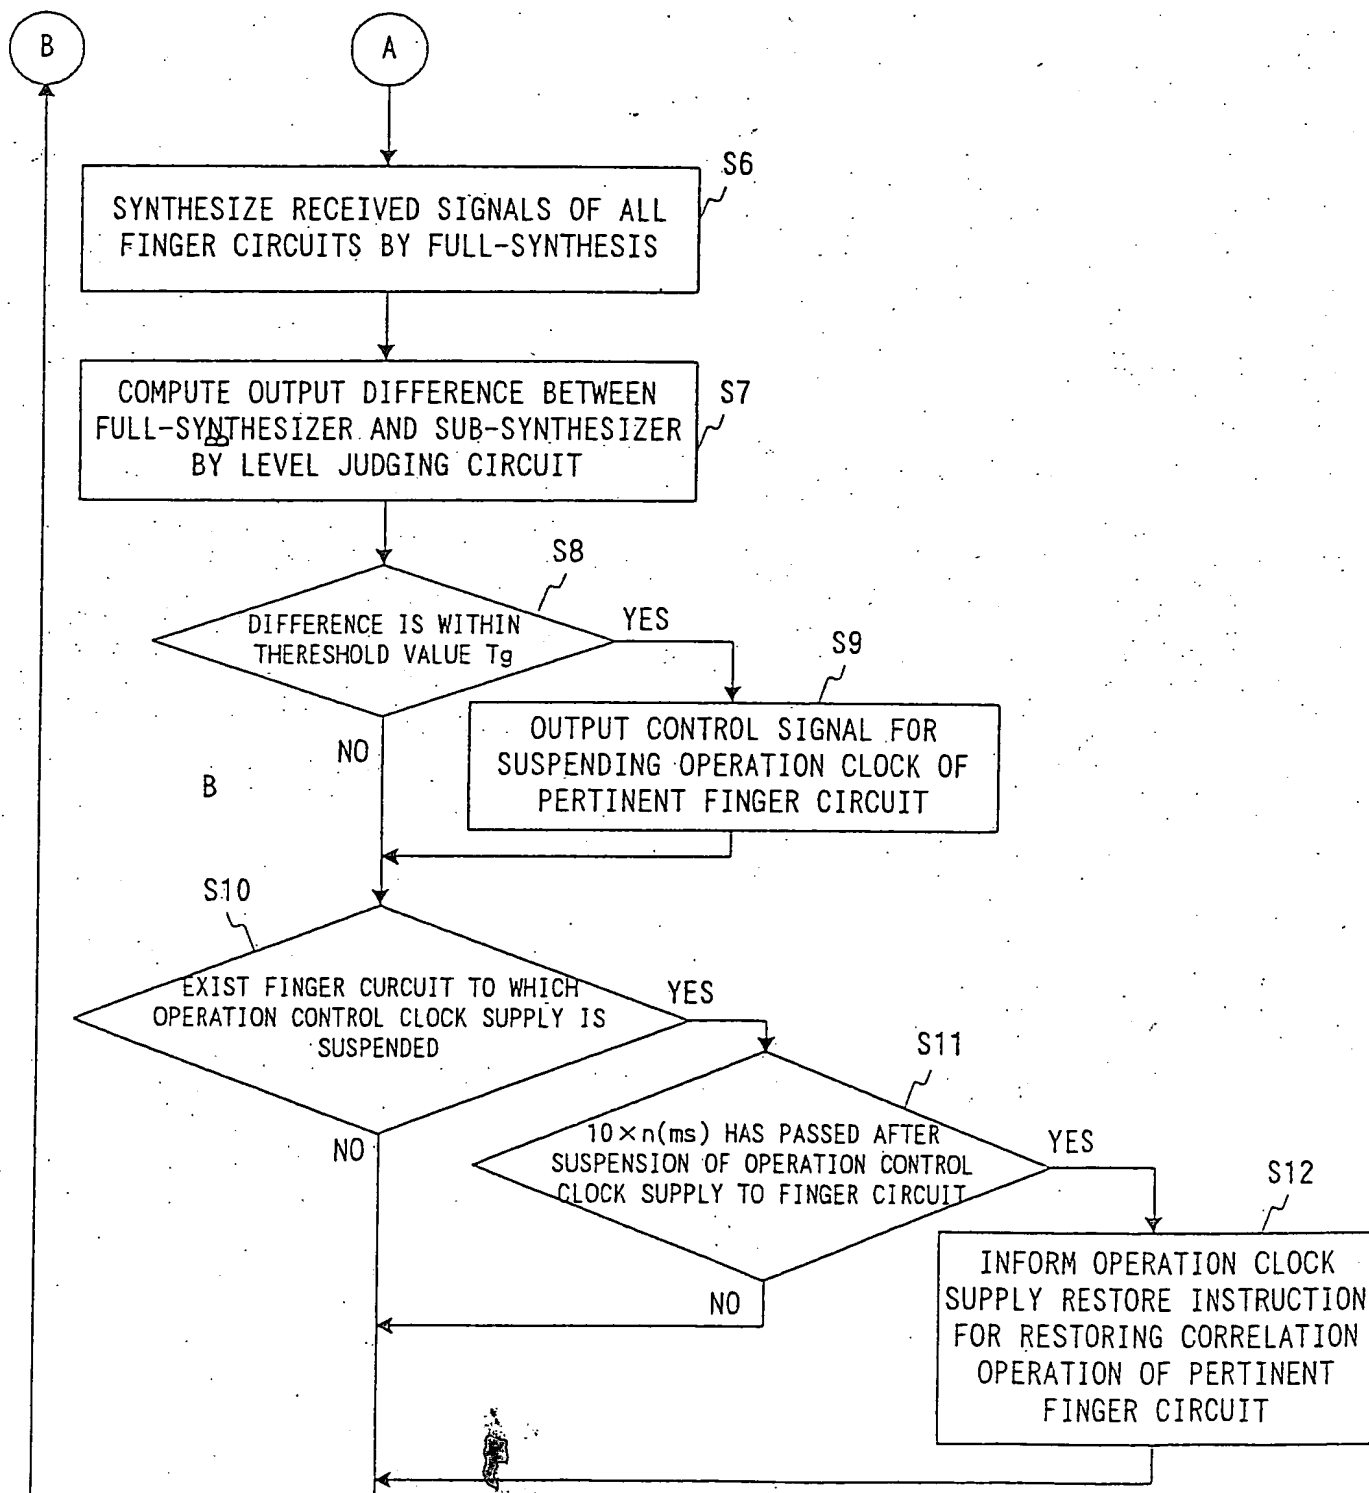 B
A
S6
SYNTHESIZE RECEIVED SIGNALS OF ALL
FINGER CIRCUITS BY FULL-SYNTHESIS
S7
COMPUTE OUTPUT DIFFERENCE BETWEEN
FULL-SYNTHESIZER AND SUB-SYNTHESIZER
BY LEVEL JUDGING CIRCUIT
S8
DIFFERENCE IS WITHIN
THERESHOLD VALUE Tg
YES
NO
S9
OUTPUT CONTROL SIGNAL FOR
SUSPENDING OPERATION CLOCK OF
PERTINENT FINGER CIRCUIT
B
S10
EXIST FINGER CURCUIT TO WHICH
OPERATION CONTROL CLOCK SUPPLY IS
SUSPENDED
YES
NO
S11
10×n(ms) HAS PASSED AFTER
SUSPENSION OF OPERATION CONTROL
CLOCK SUPPLY TO FINGER CIRCUIT
YES
NO
S12
INFORM OPERATION CLOCK
SUPPLY RESTORE INSTRUCTION
FOR RESTORING CORRELATION
OPERATION OF PERTINENT
FINGER CIRCUIT